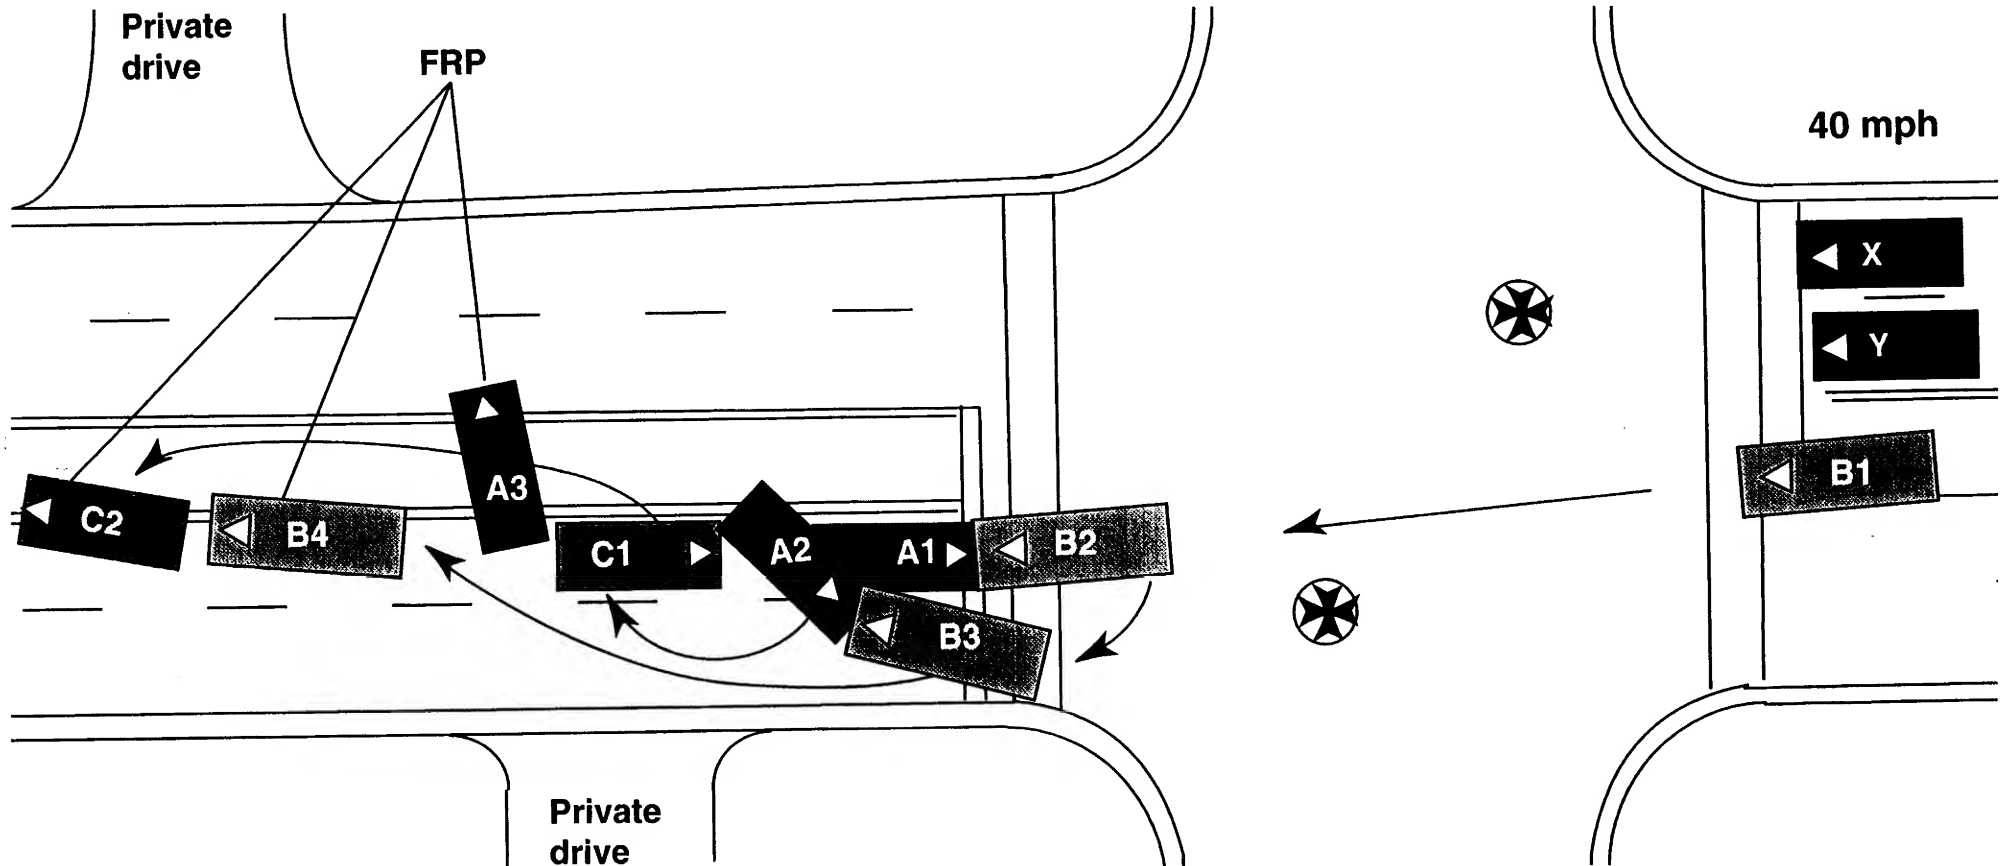 Private
drive
FRP
40 mph
X
Y
B1
A3
C2
B4
C1
A2
A1
B2
B3
Private
drive